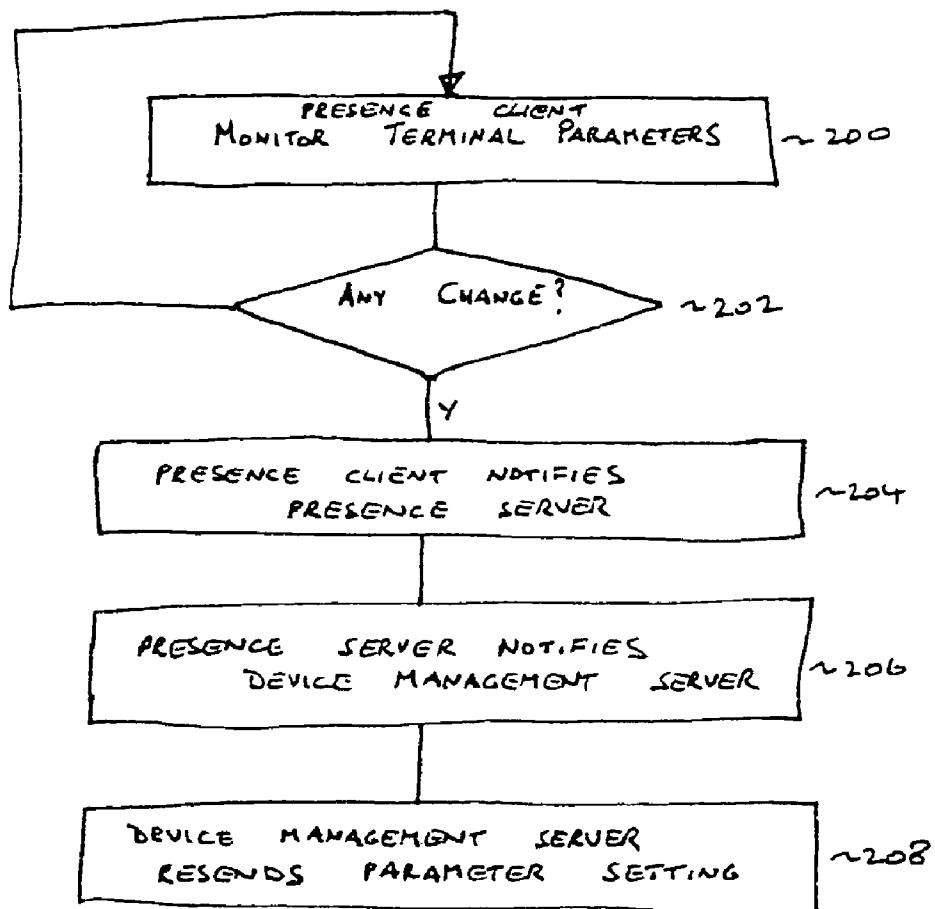 PRESENCE CLIENT
MONITOR TERMINAL PARAMETERS ~200
ANY CHANGE? ~202
Y
PRESENCE CLIENT NOTIFIES
PRESENCE SERVER ~204
PRESENCE SERVER NOTIFIES
DEVICE MANAGEMENT SERVER ~206
DEVICE MANAGEMENT SERVER
RESENDS PARAMETER SETTING ~208